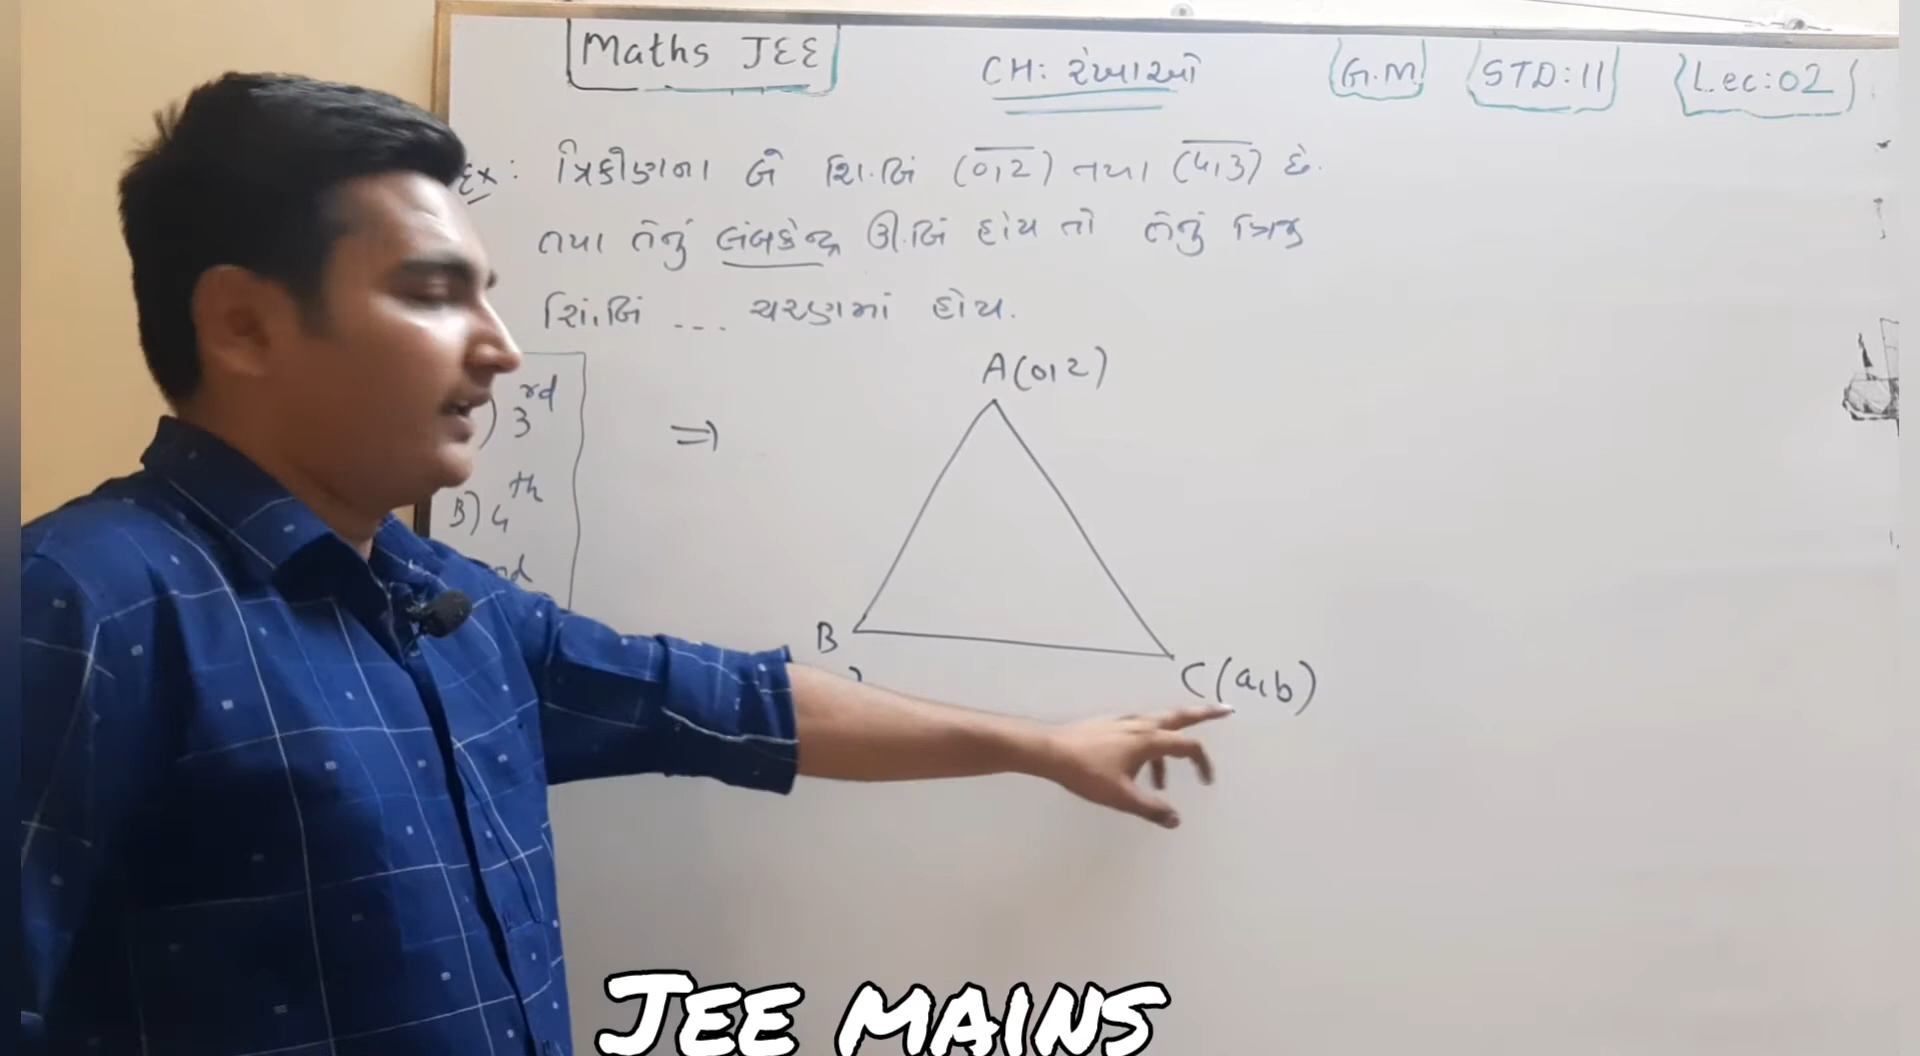 Maths JEE
CH: રેખાઓ
G.M
STD:11
Lec:02
Ex: ત્રિકોણના બે શિ.બિં (0,2) તથા (4,3) છે.
તથા તેનું લંબકેન્દ્ર ઊ.બિં હોય તો તેનું ત્રિજુ
શિ.બિં ... ચરણમાં હોય.
) 3rd
B) 4th
⇒
A(0,2)
B
C(a,b)
JEE MAINS